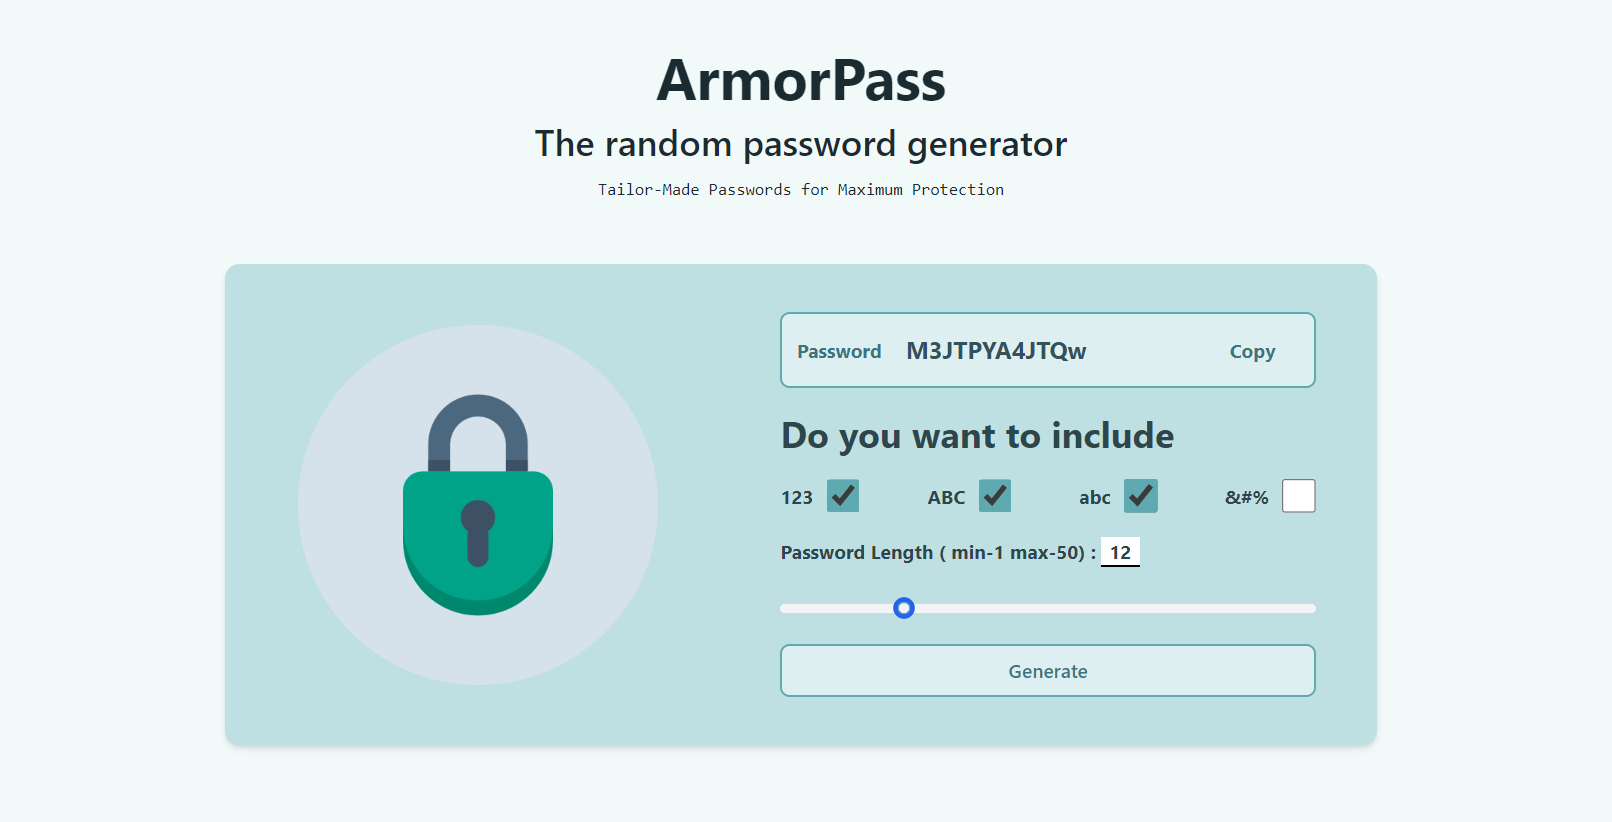 ArmorPass
The random password generator
Tailor-Made Passwords for Maximum Protection
Password M3JTPYA4JTQw Copy
Do you want to include
123 ABC abc &#%
Password Length ( min-1 max-50) : 12
Generate